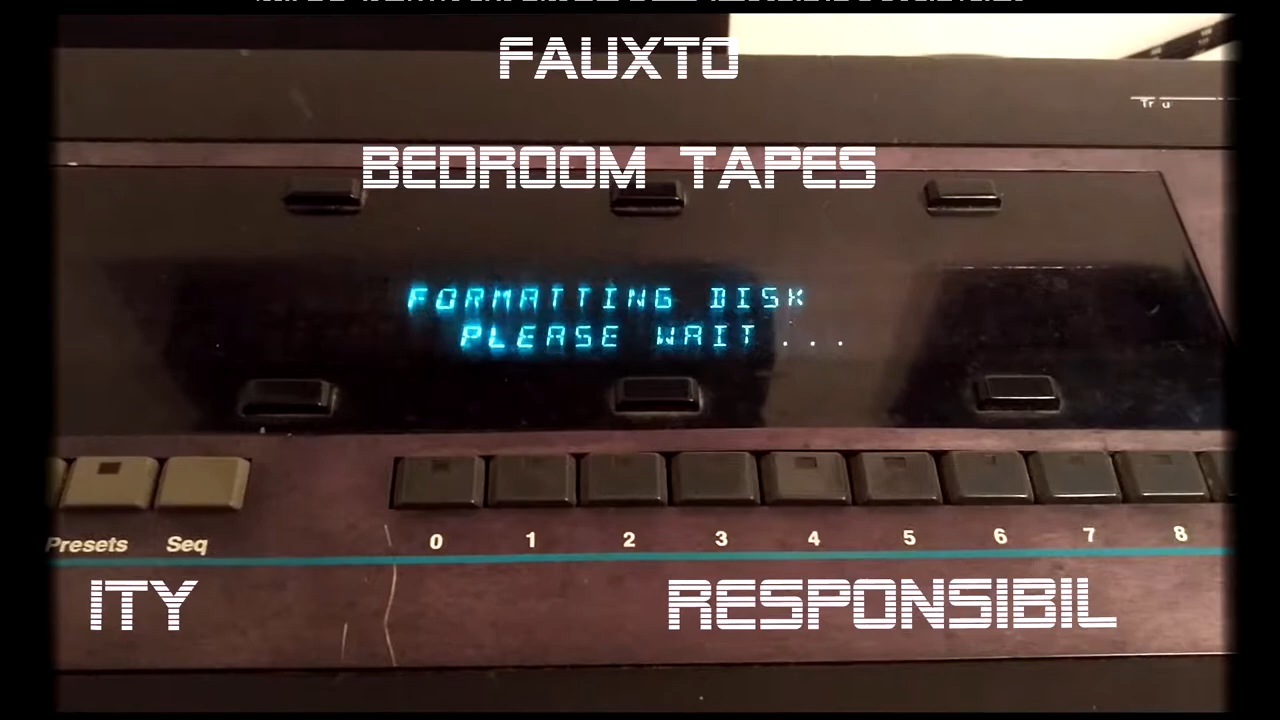 FAUXTO
BEDROOM TAPES
FORMATTING DISK
PLEASE WAIT ...
Presets Seq 0 1 2 3 4 5 6 7 8
ITY RESPONSIBIL